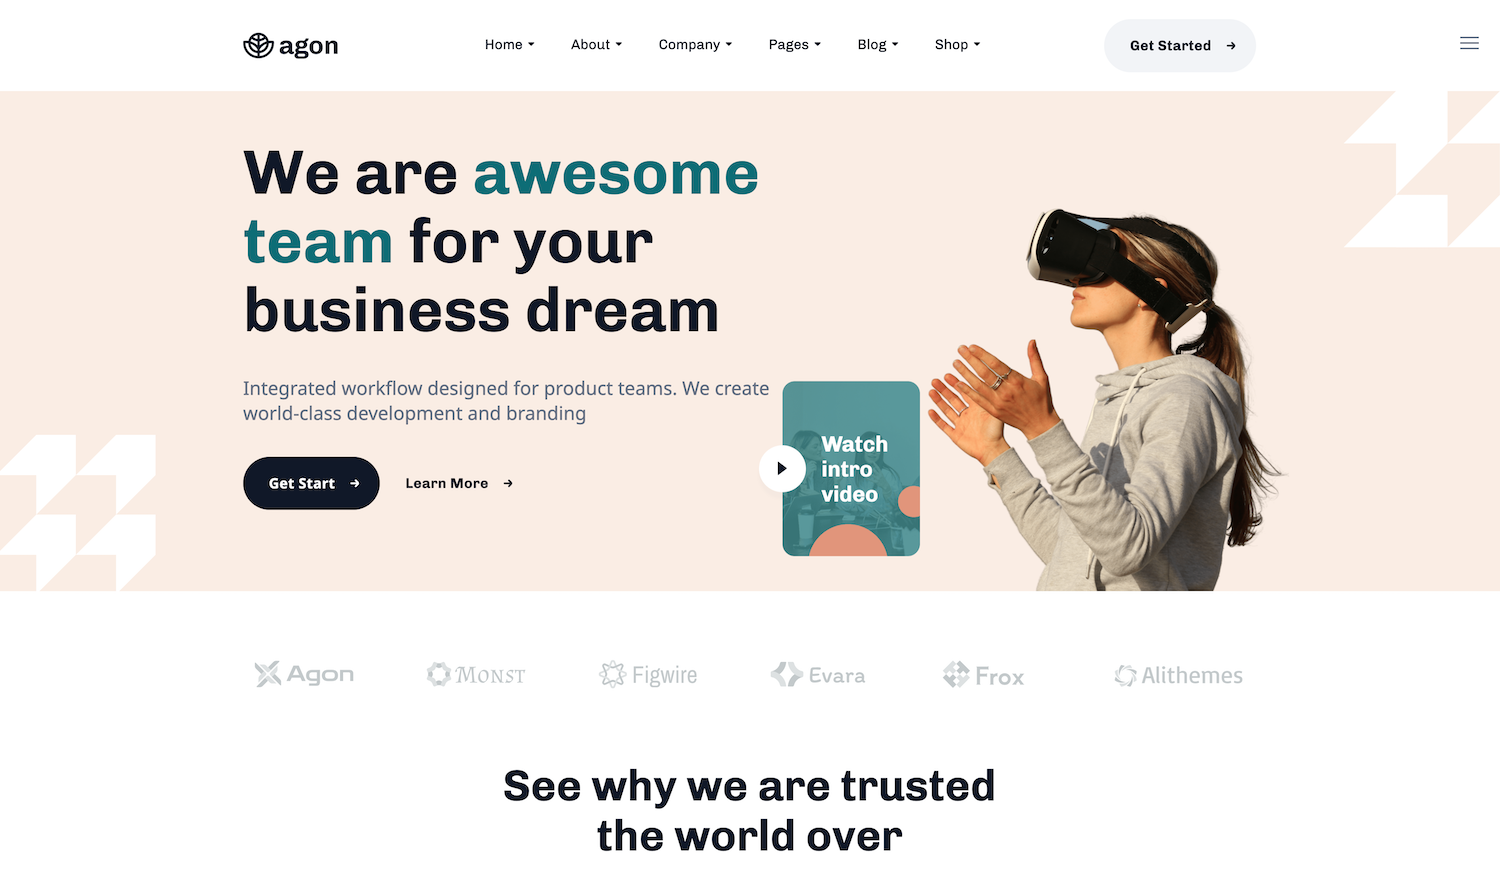 agon
Home
About
Company
Pages
Blog
Shop
Get Started
We are awesome
team for your
business dream
Integrated workflow designed for product teams. We create
world-class development and branding
Get Start
Learn More
Watch
intro
video
Agon
Monst
Figwire
Evara
Frox
Alithemes
See why we are trusted
the world over